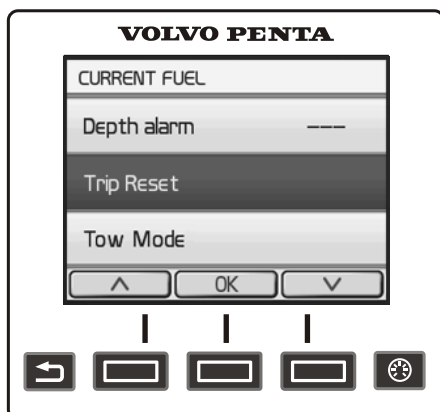 VOLVO PENTA
CURRENT FUEL
Depth alarm ---
Trip Reset
Tow Mode
OK